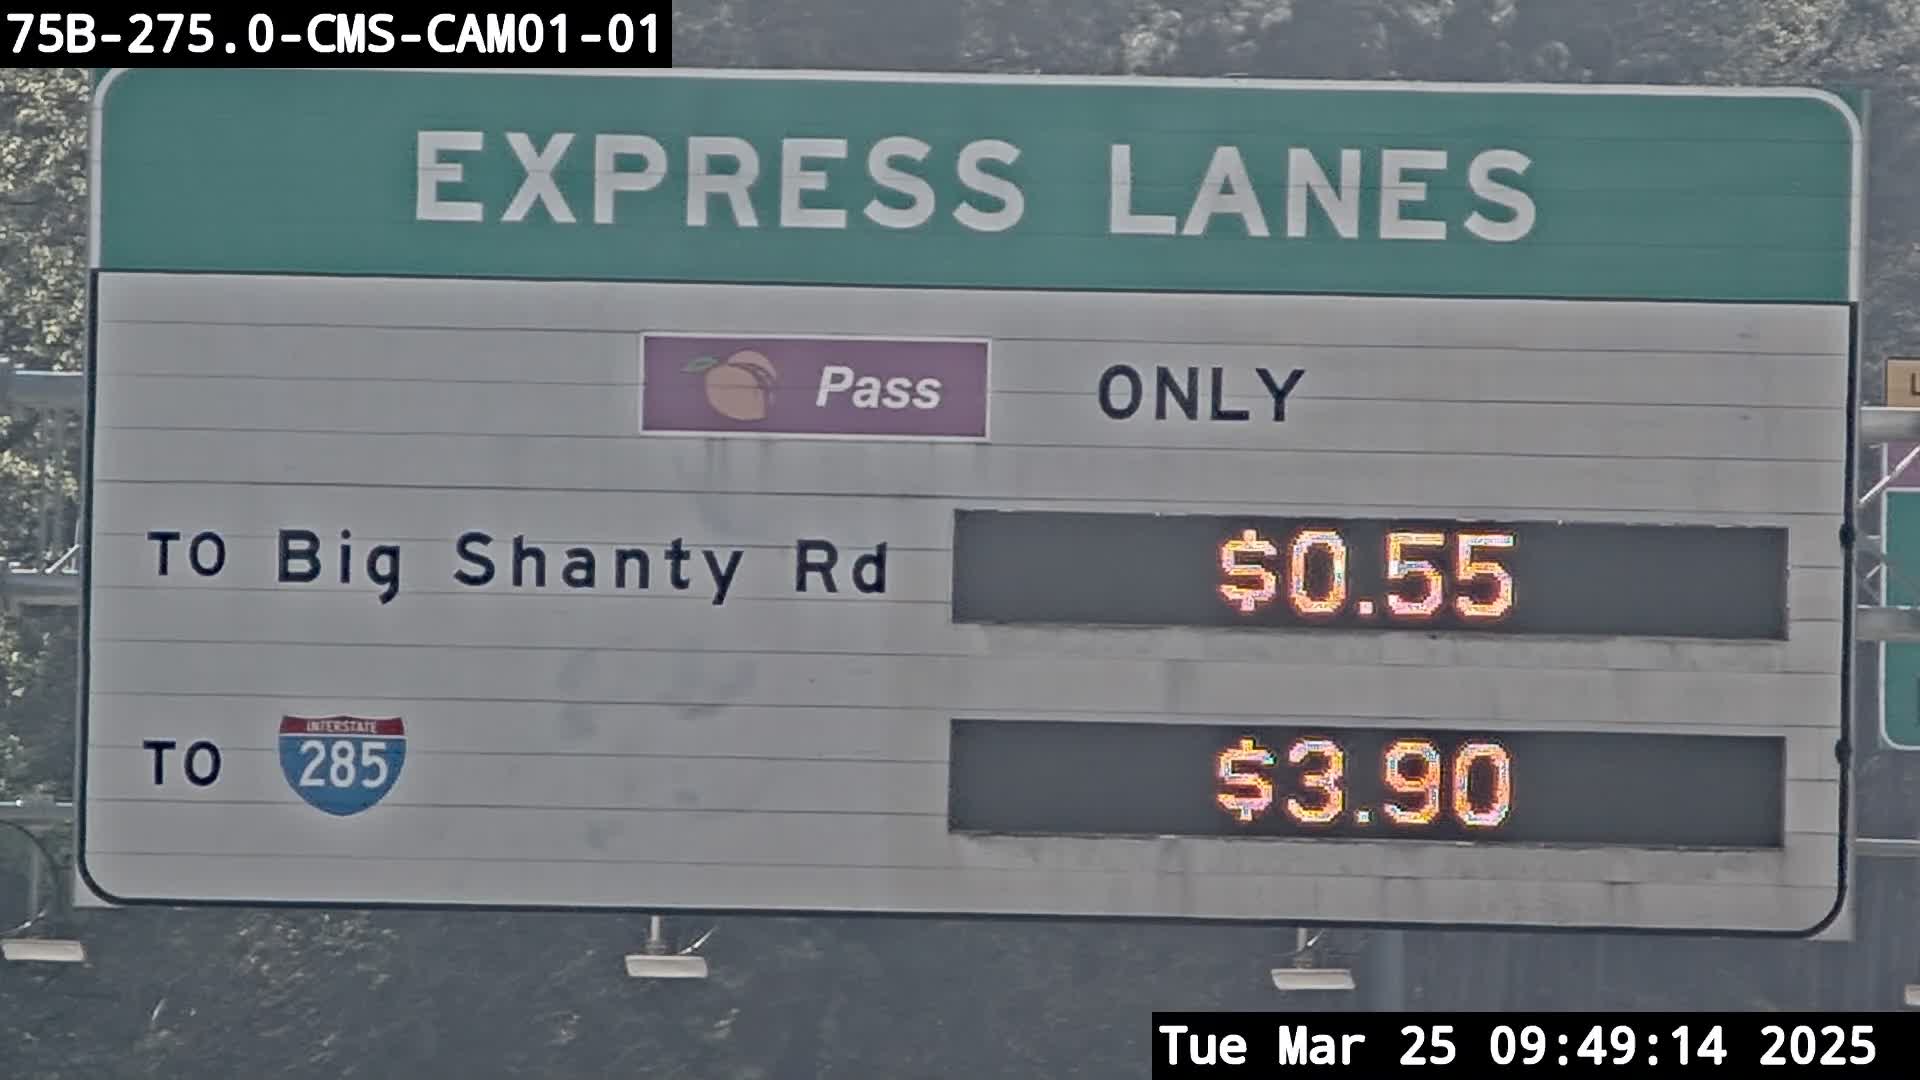 75B-275.0-CMS-CAM01-01
EXPRESS LANES
Pass ONLY
TO Big Shanty Rd $0.55
TO INTERSTATE 285 $3.90
Tue Mar 25 09:49:14 2025